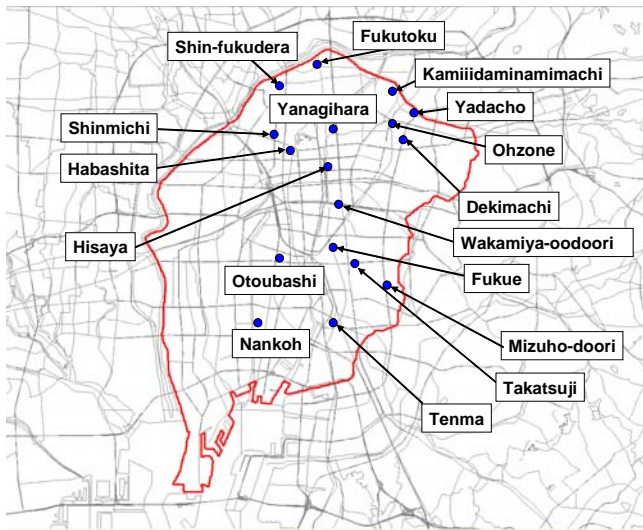 Fukutoku
Shin-fukudera
Kamiiidaminamimachi
Yanagihara
Yadacho
Shinmichi
Ohzone
Habashita
Dekimachi
Wakamiya-oodoori
Hisaya
Fukue
Otoubashi
Mizuho-doori
Nankoh
Takatsuji
Tenma